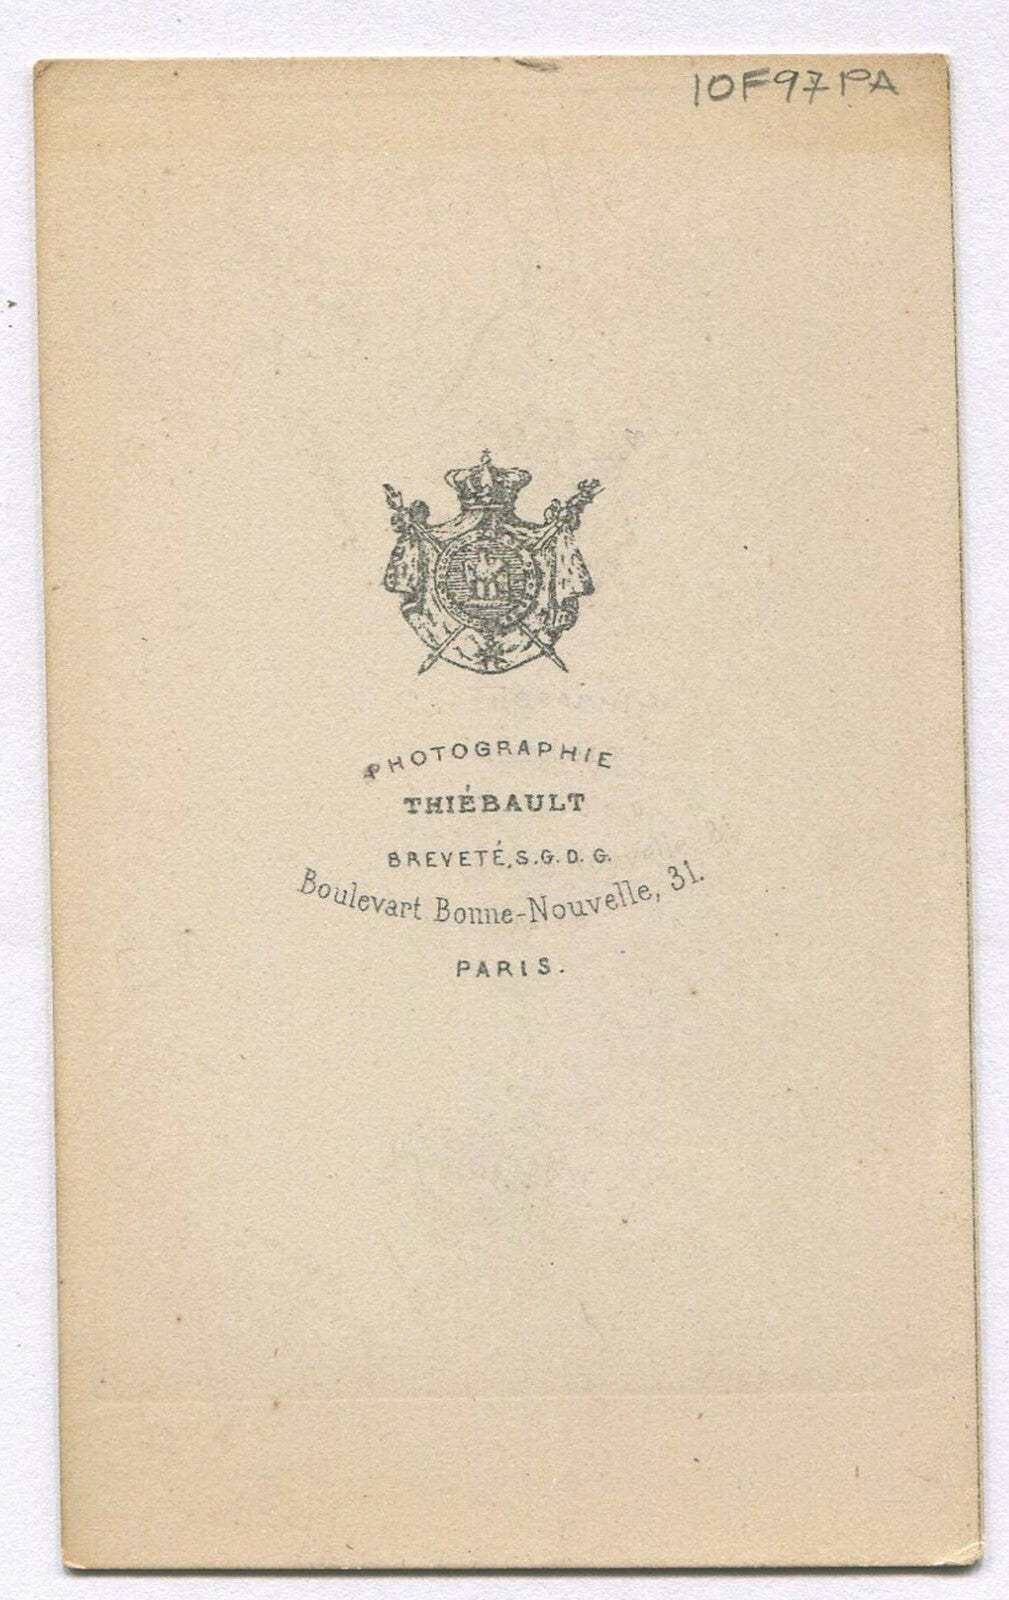 10F97PA
PHOTOGRAPHIE
THIÉBAULT
BREVETÉ, S.G.D.G.
Boulevart Bonne-Nouvelle, 31.
PARIS.